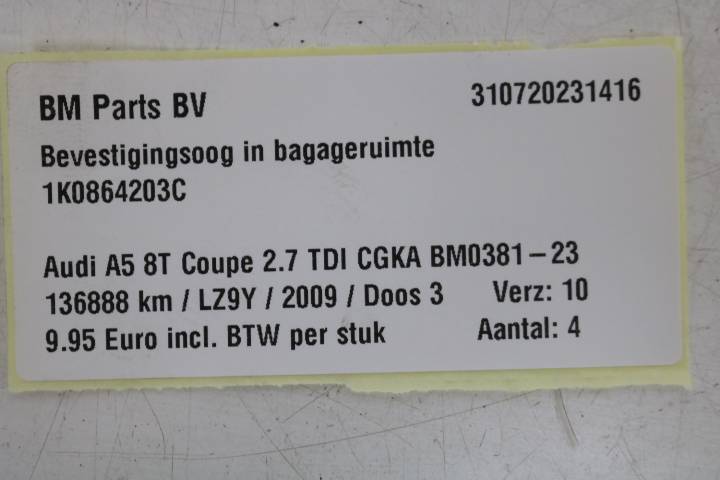 BM Parts BV 310720231416
Bevestigingsoog in bagageruimte
1K0864203C
Audi A5 8T Coupe 2.7 TDI CGKA BM0381-23
136888 km / LZ9Y / 2009 / Doos 3 Verz: 10
9.95 Euro incl. BTW per stuk Aantal: 4